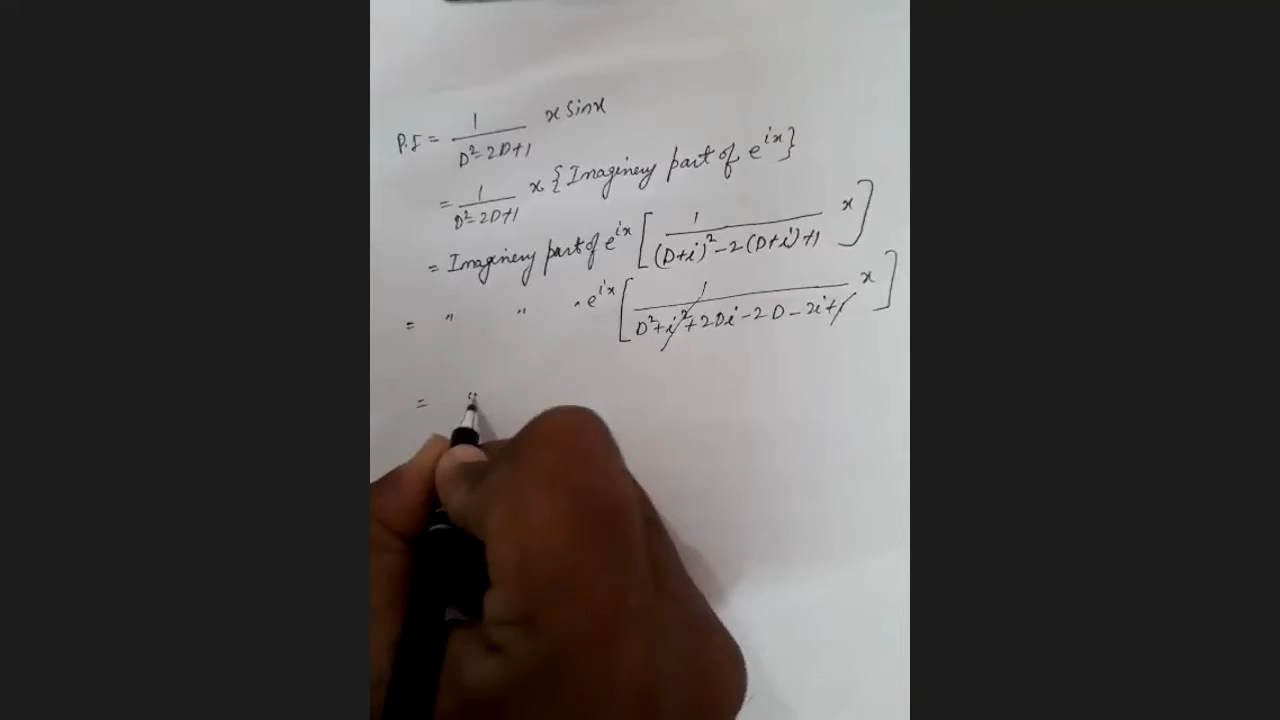 P.I = 1/(D²-2D+1) x Sinx
= 1/(D²-2D+1) x {Imaginery part of e^{ix}}
= Imaginery part of e^{ix} [1/((D+i)²-2(D+i)+1) x]
= " " " e^{ix} [1/(D²+i²+2Di-2D-2i+1) x]
= "